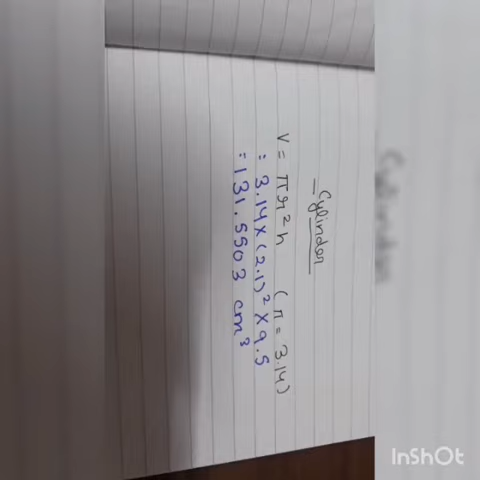 Cylinder
V = πr²h (π = 3.14)
= 3.14 × (2.1)² × 9.5
= 131.5503 cm³
InShOt